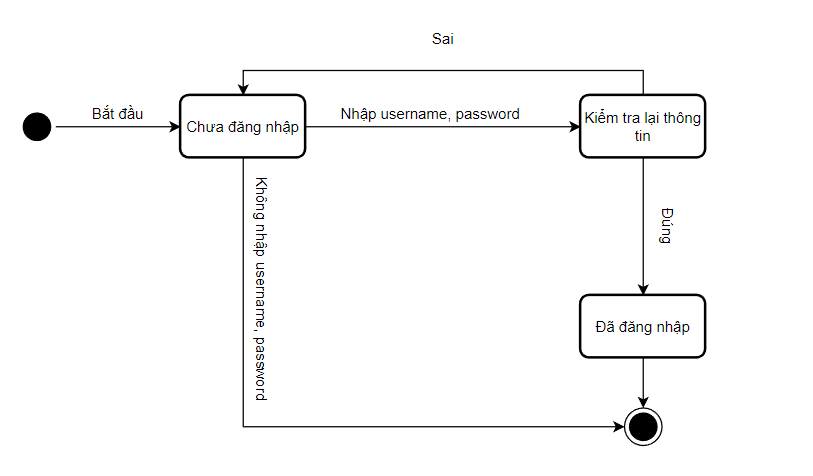 Sai
Bắt đầu
Chưa đăng nhập
Nhập username, password
Kiểm tra lại thông
tin
Không nhập username, password
Đúng
Đã đăng nhập